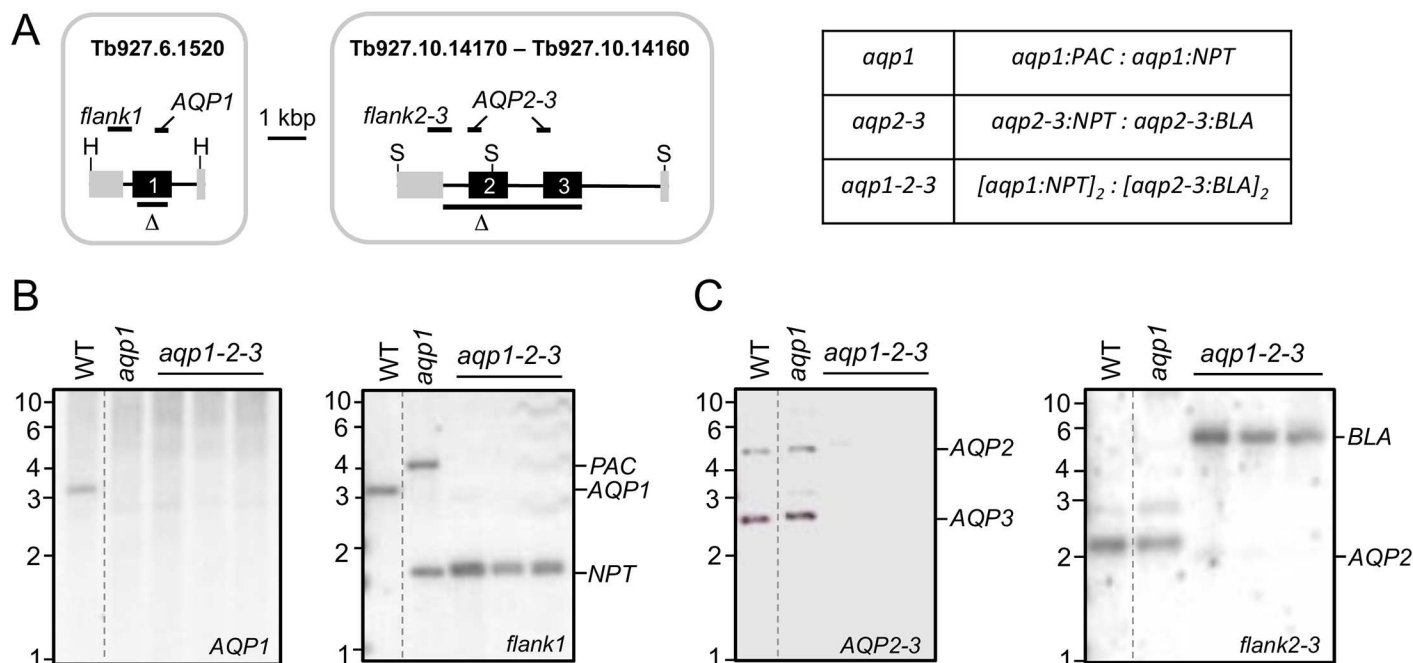 A
Tb927.6.1520
flank1
AQP1
H
H
1
Δ
1 kbp
Tb927.10.14170 – Tb927.10.14160
flank2-3
AQP2-3
S
S
S
2
3
Δ
aqp1
aqp1:PAC : aqp1:NPT
aqp2-3
aqp2-3:NPT : aqp2-3:BLA
aqp1-2-3
[aqp1:NPT]2 : [aqp2-3:BLA]2
B
WT
aqp1
aqp1-2-3
10
6
4
3
2
1
AQP1
WT
aqp1
aqp1-2-3
10
6
4
3
2
1
PAC
AQP1
NPT
flank1
C
WT
aqp1
aqp1-2-3
10
6
4
3
2
1
AQP2
AQP3
AQP2-3
WT
aqp1
aqp1-2-3
10
6
4
3
2
1
BLA
AQP2
flank2-3